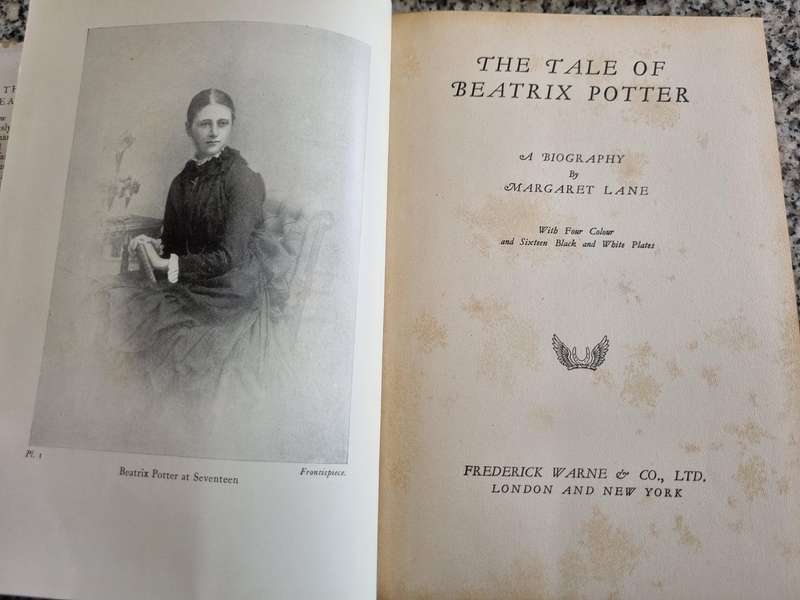 Pl. 1
Beatrix Potter at Seventeen
Frontispiece.
THE TALE OF
BEATRIX POTTER
A BIOGRAPHY
By
MARGARET LANE
With Four Colour
and Sixteen Black and White Plates
FREDERICK WARNE & CO., LTD.
LONDON AND NEW YORK